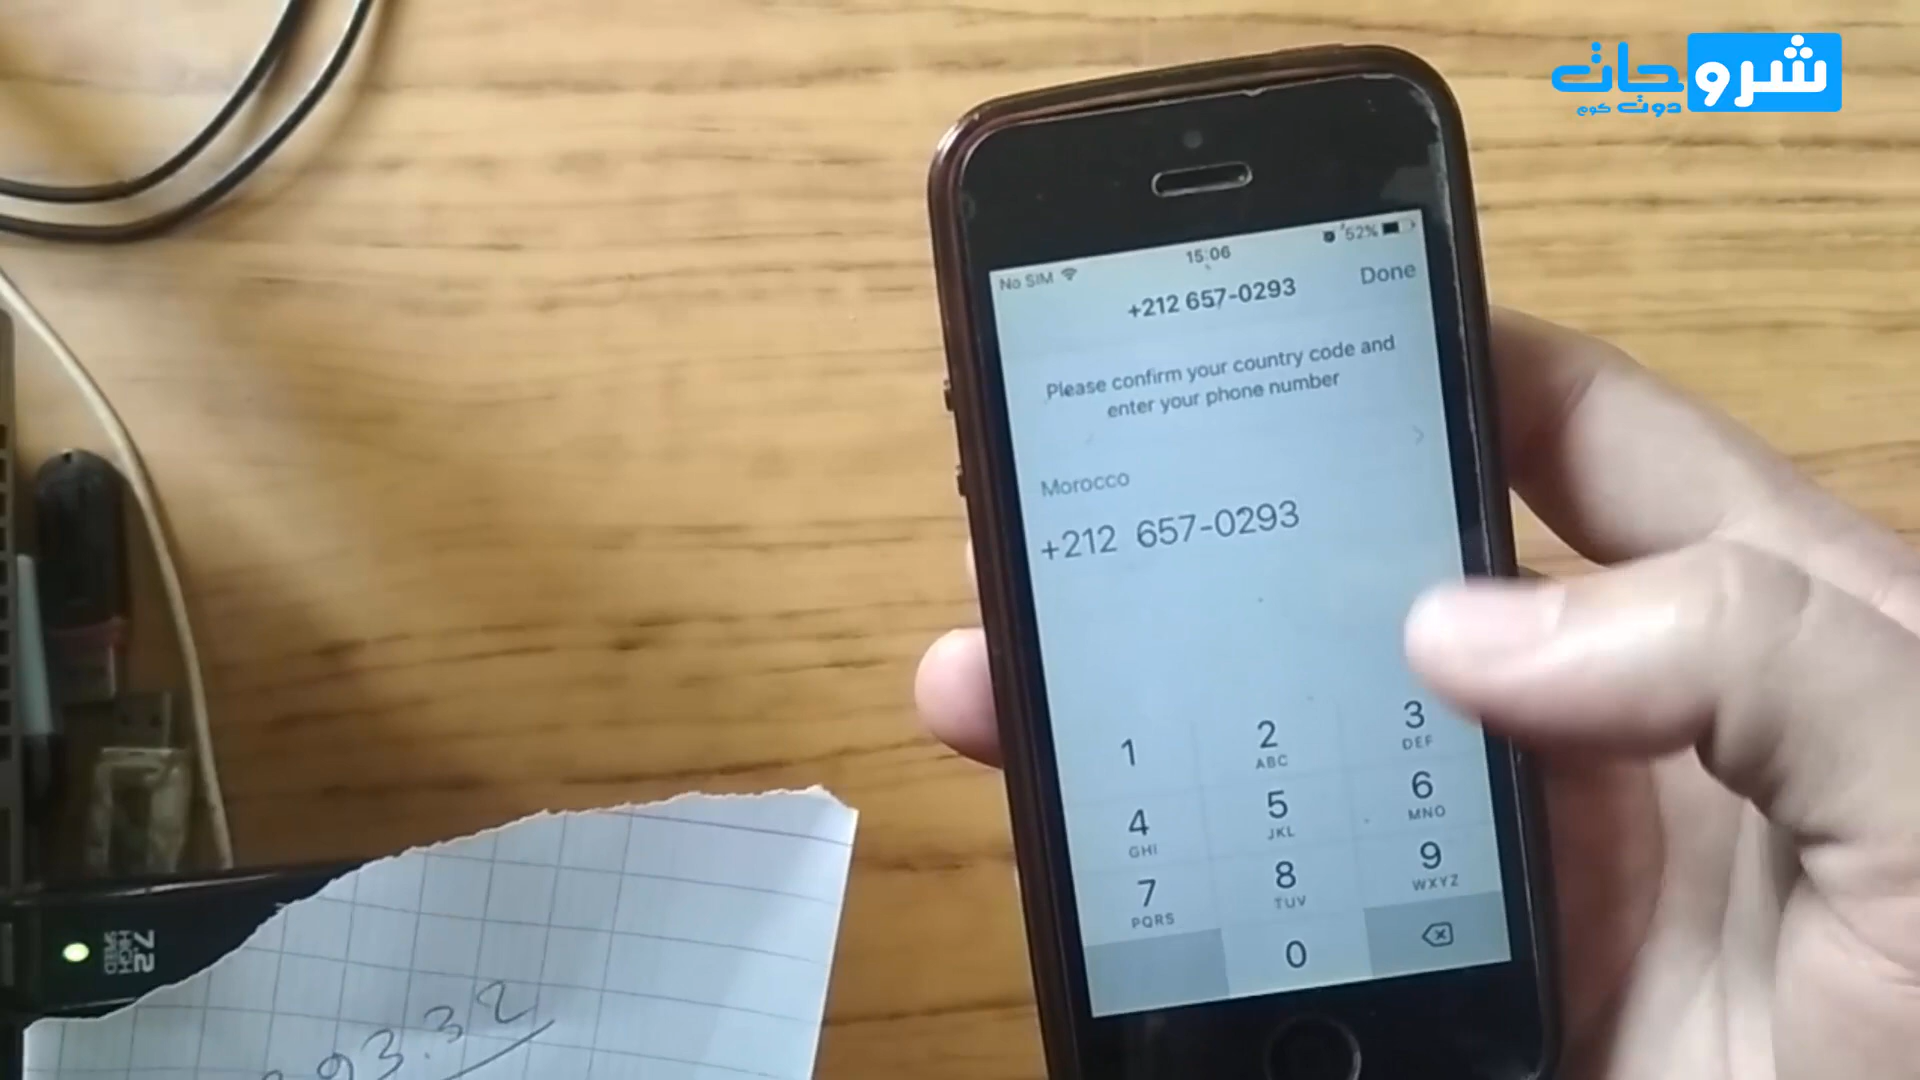 شروحات
دوت كوم
No SIM 15:06 52%
+212 657-0293 Done
Please confirm your country code and
enter your phone number
Morocco
+212 657-0293
1 2 3
ABC DEF
4 5 6
GHI JKL MNO
7 8 9
PQRS TUV WXYZ
0
7.2
HIGH
SPEED
93.32